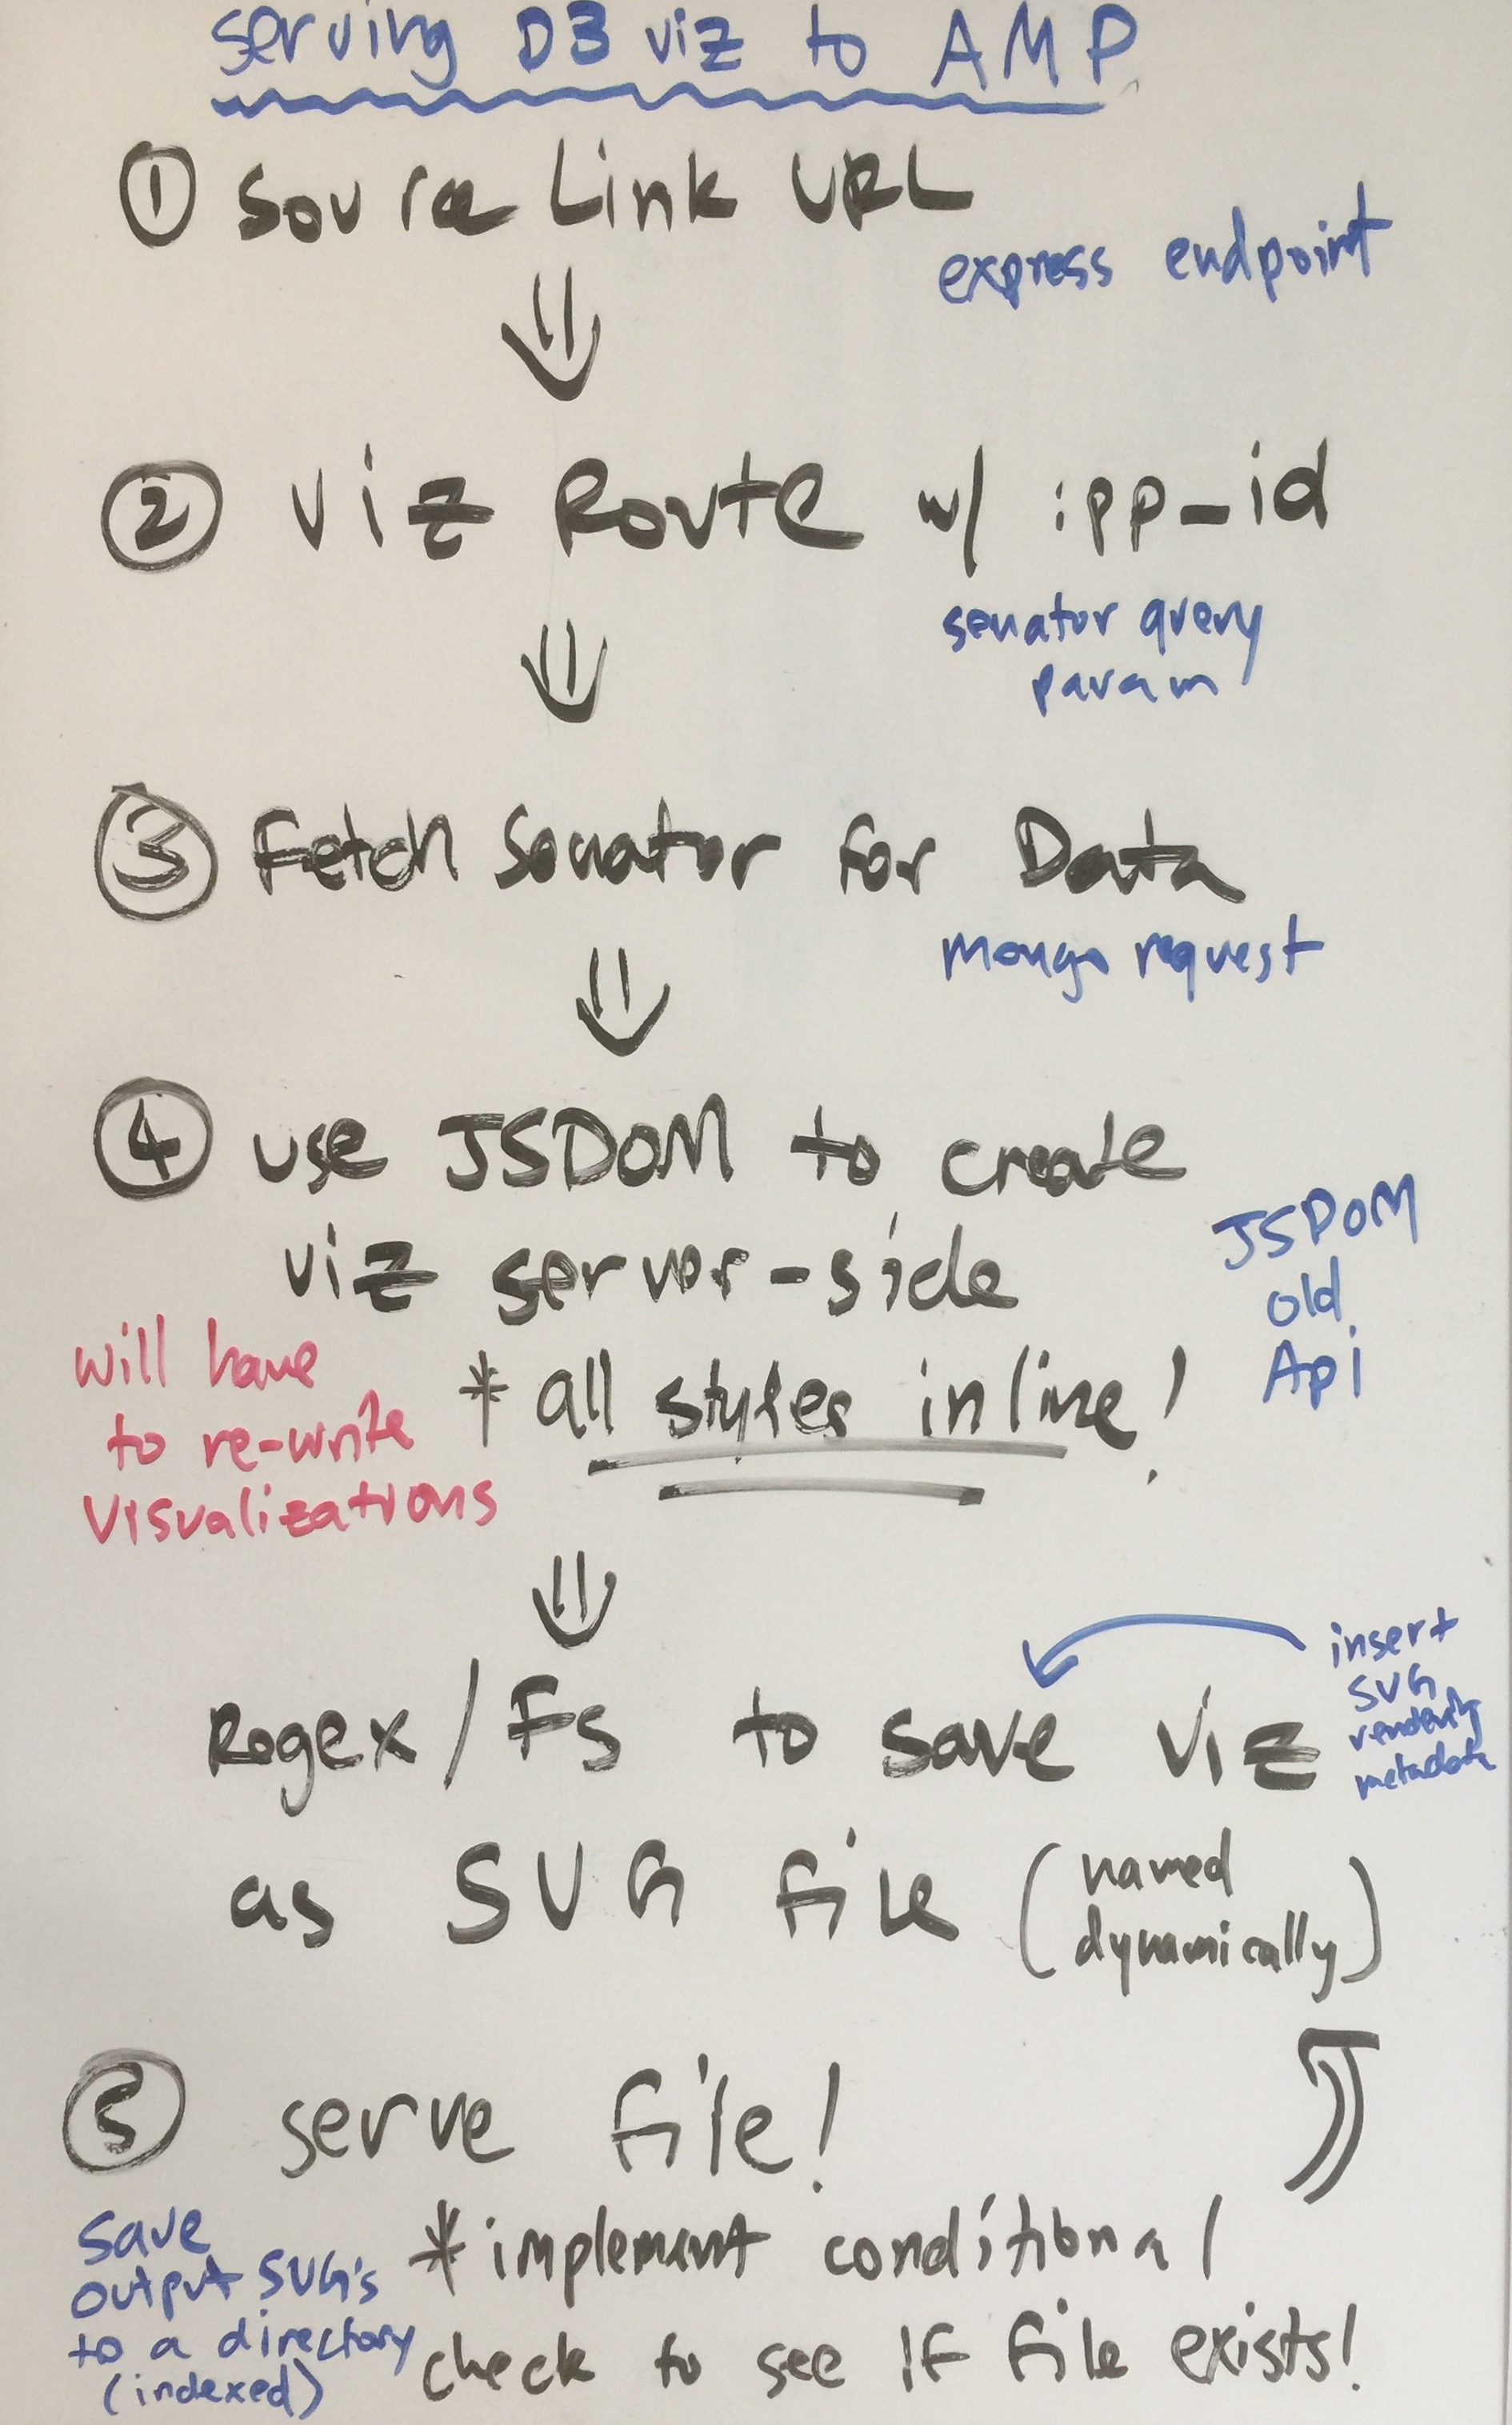 serving D3 viz to AMP
① Source Link URL
express endpoint
② Viz Route w/ :pp_id
senator query
param
③ Fetch Senator for Data
mongo request
④ use JSDOM to create
viz server-side
JSDOM
old
Api
* all styles inline!
will have
to re-write
visualizations
Regex/Fs to save viz
insert
SVG
rendering
metadata
as SVG file (named
dynamically)
⑤ serve file!
* implement conditional
check to see if file exists!
save
output SVG's
to a directory
(indexed)